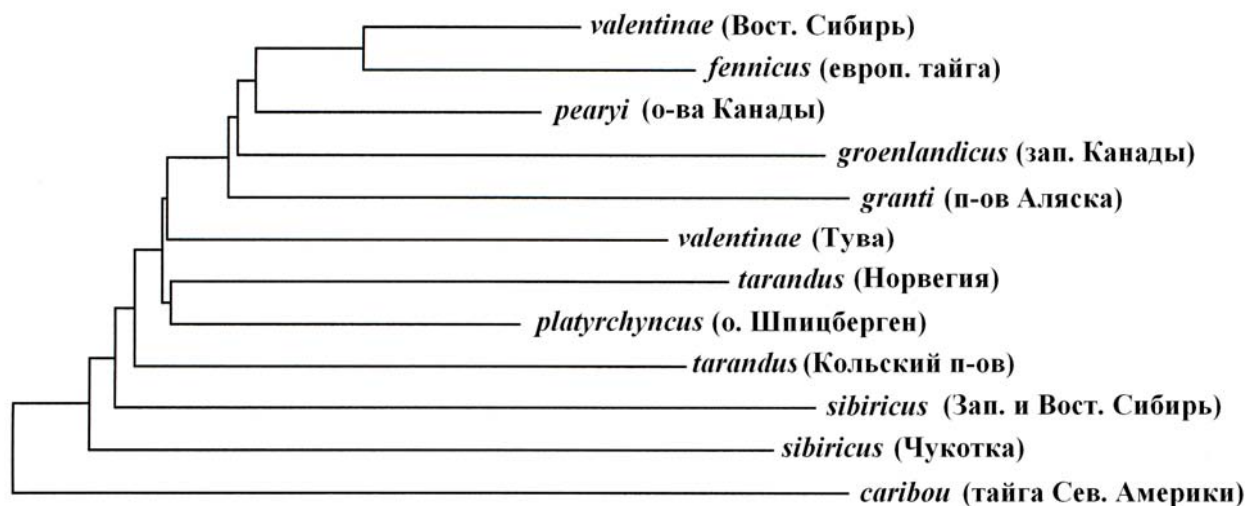 valentinae (Вост. Сибирь)
fennicus (европ. тайга)
pearyi (о-ва Канады)
groenlandicus (зап. Канады)
granti (п-ов Аляска)
valentinae (Тува)
tarandus (Норвегия)
platyrchyncus (о. Шпицберген)
tarandus (Кольский п-ов)
sibiricus (Зап. и Вост. Сибирь)
sibiricus (Чукотка)
caribou (тайга Сев. Америки)